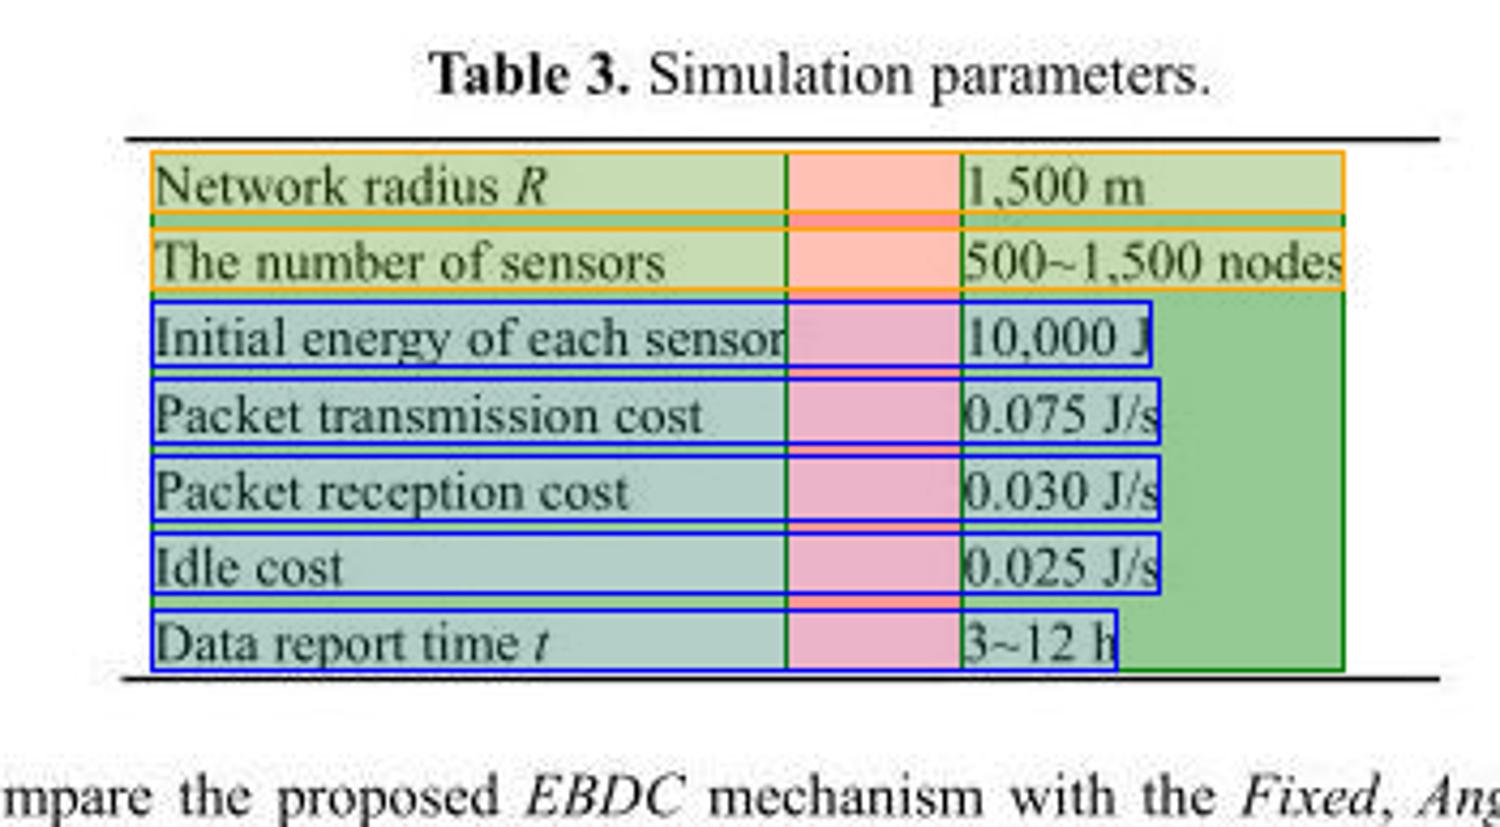 Table 3. Simulation parameters.
Network radius R 1,500 m
The number of sensors 500~1,500 nodes
Initial energy of each sensor 10,000 J
Packet transmission cost 0.075 J/s
Packet reception cost 0.030 J/s
Idle cost 0.025 J/s
Data report time t 3~12 h
mpare the proposed EBDC mechanism with the Fixed, Ang